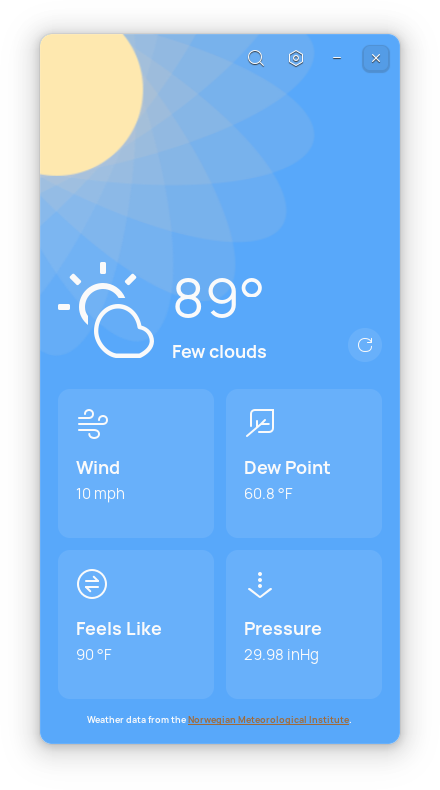 89°
Few clouds
Wind
10 mph
Dew Point
60.8 °F
Feels Like
90 °F
Pressure
29.98 inHg
Weather data from the Norwegian Meteorological Institute.